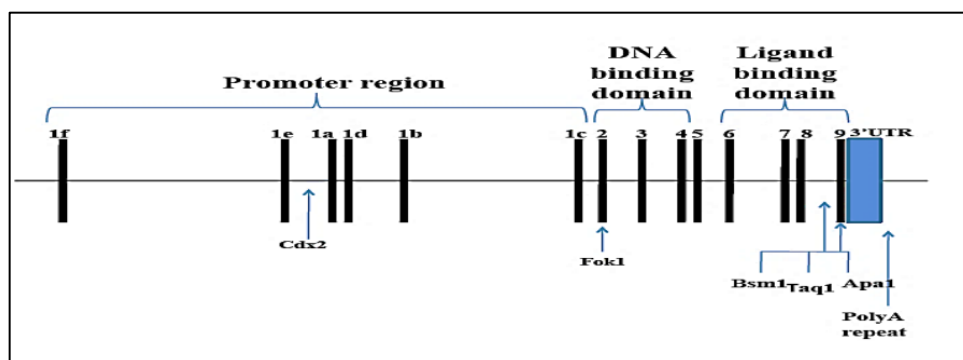 DNA
binding
domain
Ligand
binding
domain
Promoter region
1f 1e 1a 1d 1b 1c 2 3 4 5 6 7 8 9 3'UTR
Cdx2
Fok1
Bsm1 Taq1 Apa1
PolyA
repeat